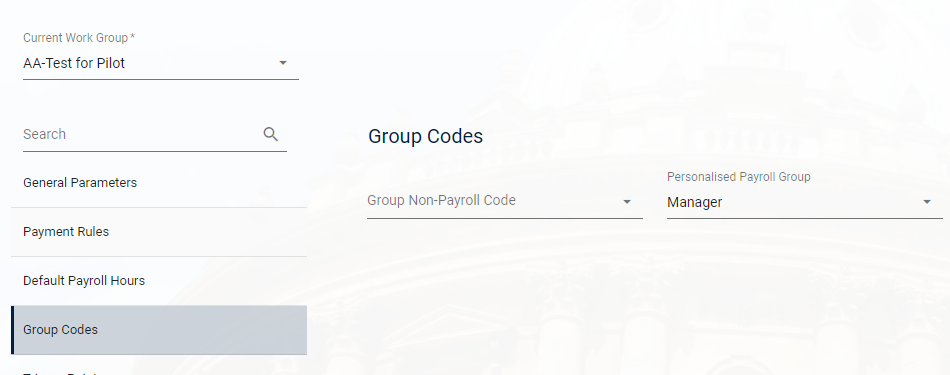 Current Work Group *
AA-Test for Pilot
Search
General Parameters
Payment Rules
Default Payroll Hours
Group Codes
Group Codes
Group Non-Payroll Code
Personalised Payroll Group
Manager